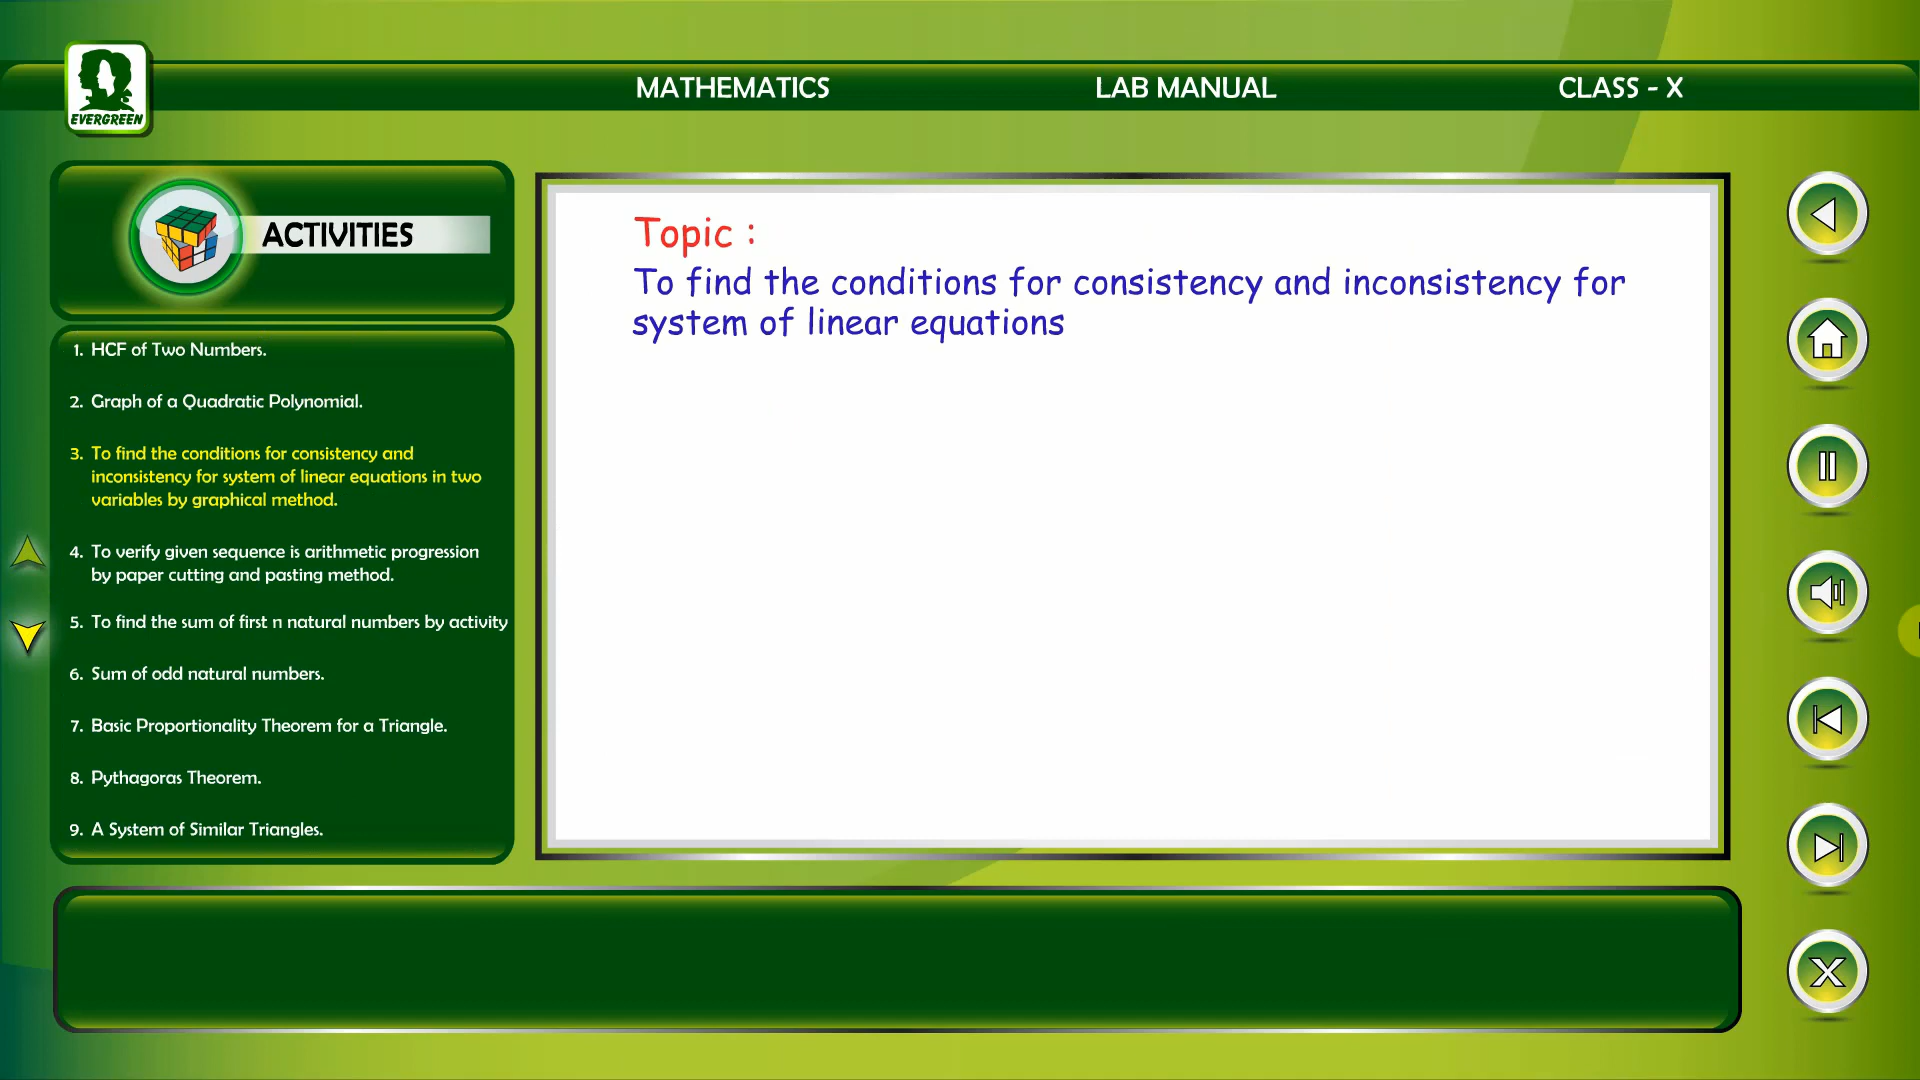 EVERGREEN
MATHEMATICS
LAB MANUAL
CLASS - X
ACTIVITIES
1. HCF of Two Numbers.
2. Graph of a Quadratic Polynomial.
3. To find the conditions for consistency and
inconsistency for system of linear equations in two
variables by graphical method.
4. To verify given sequence is arithmetic progression
by paper cutting and pasting method.
5. To find the sum of first n natural numbers by activity
6. Sum of odd natural numbers.
7. Basic Proportionality Theorem for a Triangle.
8. Pythagoras Theorem.
9. A System of Similar Triangles.
Topic :
To find the conditions for consistency and inconsistency for
system of linear equations